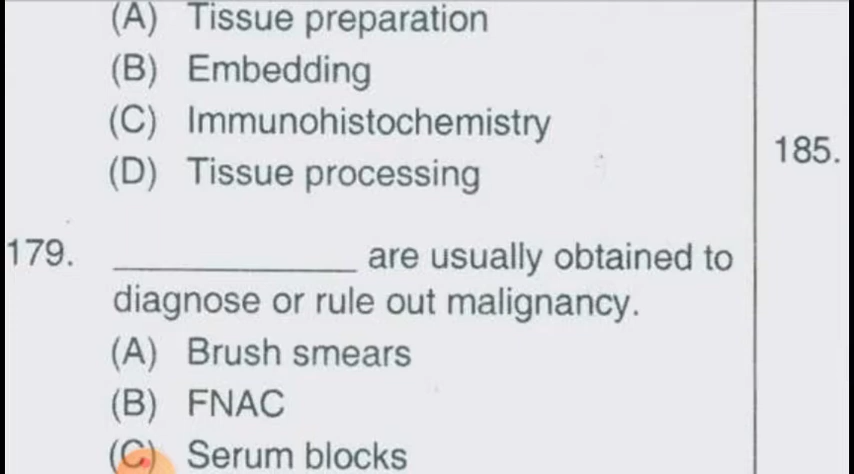 (A) Tissue preparation
(B) Embedding
(C) Immunohistochemistry
(D) Tissue processing
185.
179. ____________ are usually obtained to
diagnose or rule out malignancy.
(A) Brush smears
(B) FNAC
(C) Serum blocks